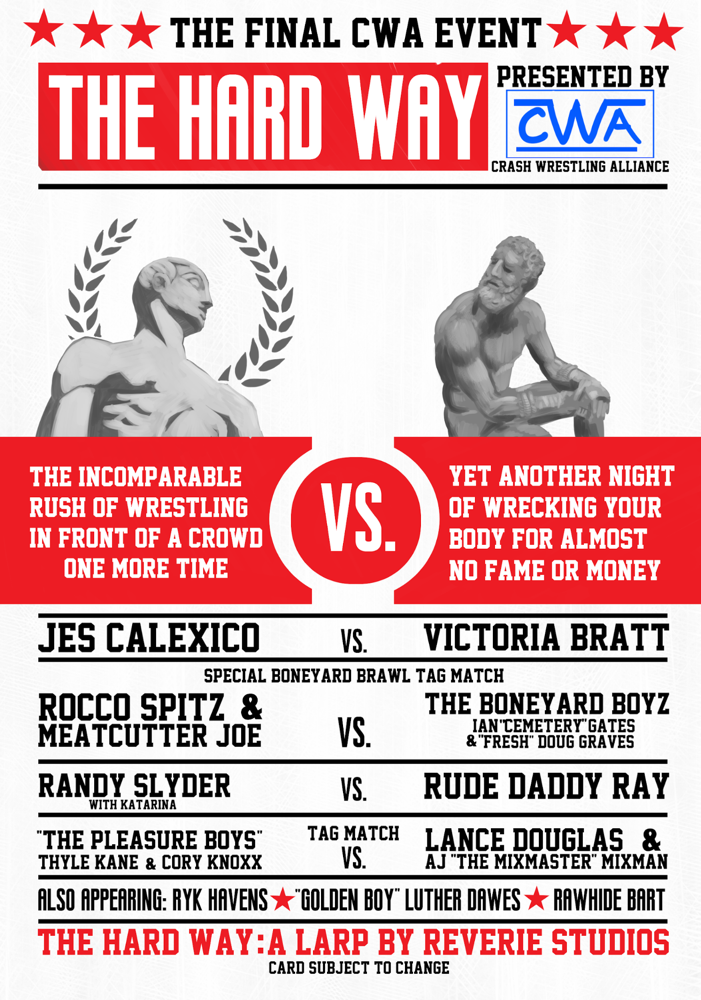 THE FINAL CWA EVENT
THE HARD WAY
PRESENTED BY
CWA
CRASH WRESTLING ALLIANCE
THE INCOMPARABLE
RUSH OF WRESTLING
IN FRONT OF A CROWD
ONE MORE TIME
VS.
YET ANOTHER NIGHT
OF WRECKING YOUR
BODY FOR ALMOST
NO FAME OR MONEY
JES CALEXICO VS. VICTORIA BRATT
SPECIAL BONEYARD BRAWL TAG MATCH
ROCCO SPITZ &
MEATCUTTER JOE
VS.
THE BONEYARD BOYZ
IAN "CEMETERY" GATES
& "FRESH" DOUG GRAVES
RANDY SLYDER
WITH KATARINA
VS.
RUDE DADDY RAY
"THE PLEASURE BOYS"
THYLE KANE & CORY KNOXX
TAG MATCH
VS.
LANCE DOUGLAS &
AJ "THE MIXMASTER" MIXMAN
ALSO APPEARING: RYK HAVENS ★ "GOLDEN BOY" LUTHER DAWES ★ RAWHIDE BART
THE HARD WAY: A LARP BY REVERIE STUDIOS
CARD SUBJECT TO CHANGE